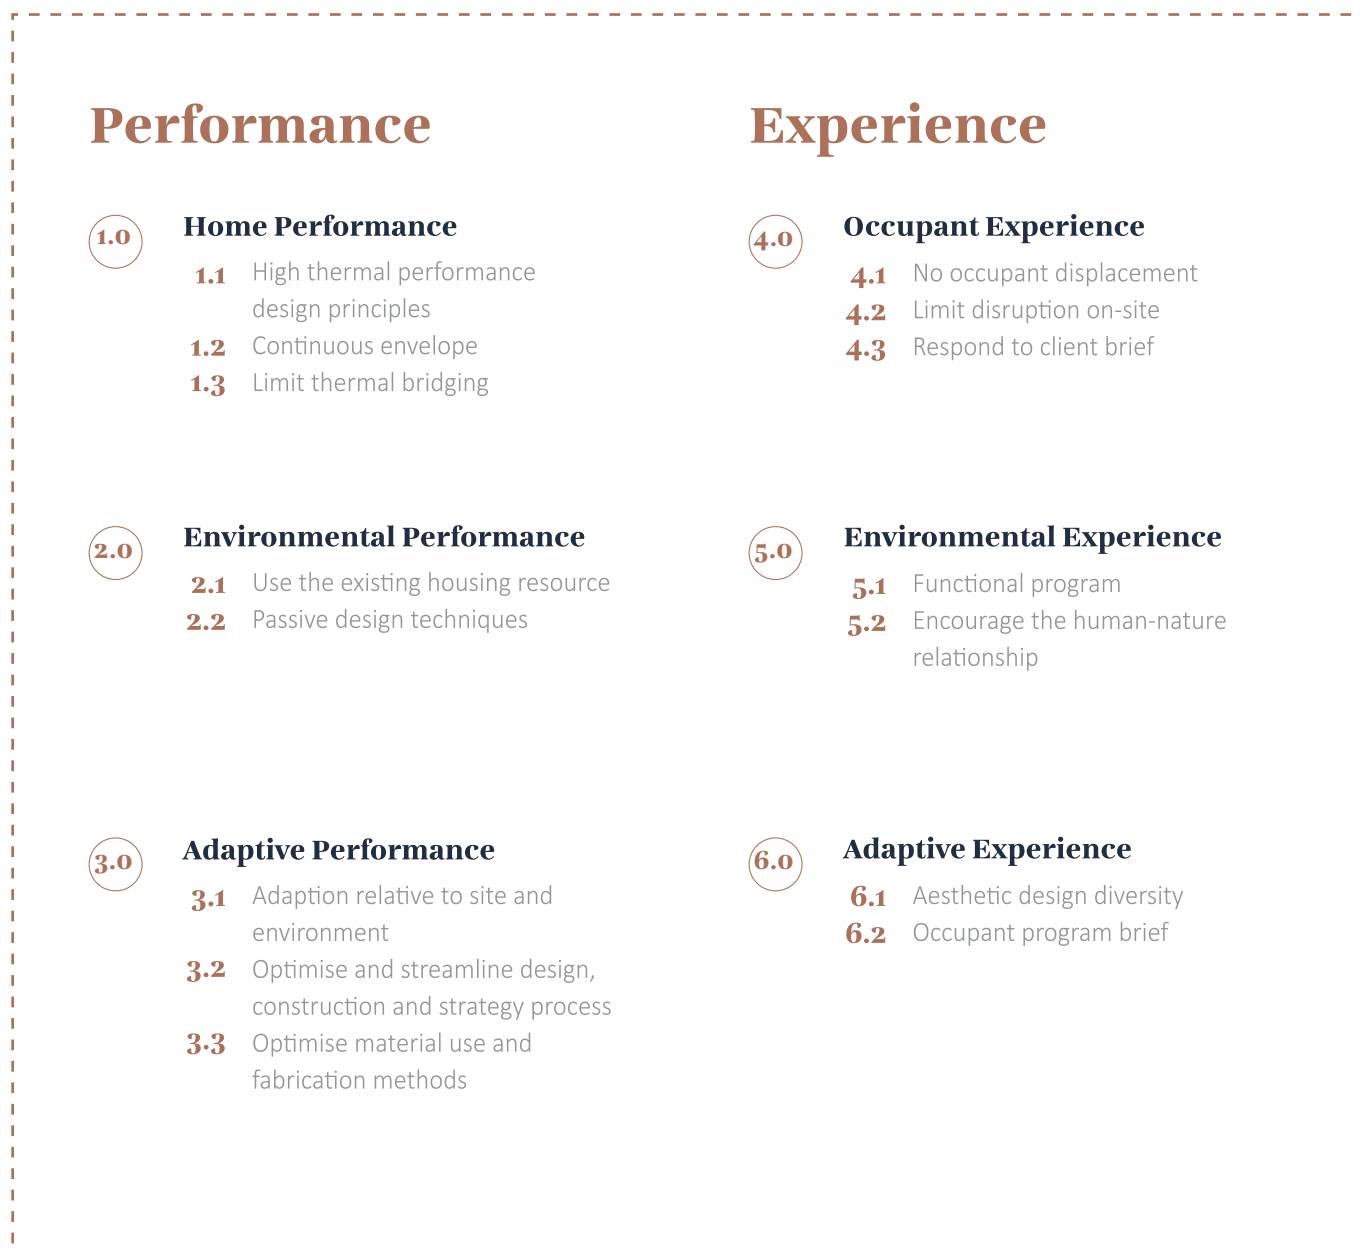 Performance
1.0 Home Performance
1.1 High thermal performance
design principles
1.2 Continuous envelope
1.3 Limit thermal bridging
2.0 Environmental Performance
2.1 Use the existing housing resource
2.2 Passive design techniques
3.0 Adaptive Performance
3.1 Adaption relative to site and
environment
3.2 Optimise and streamline design,
construction and strategy process
3.3 Optimise material use and
fabrication methods
Experience
4.0 Occupant Experience
4.1 No occupant displacement
4.2 Limit disruption on-site
4.3 Respond to client brief
5.0 Environmental Experience
5.1 Functional program
5.2 Encourage the human-nature
relationship
6.0 Adaptive Experience
6.1 Aesthetic design diversity
6.2 Occupant program brief